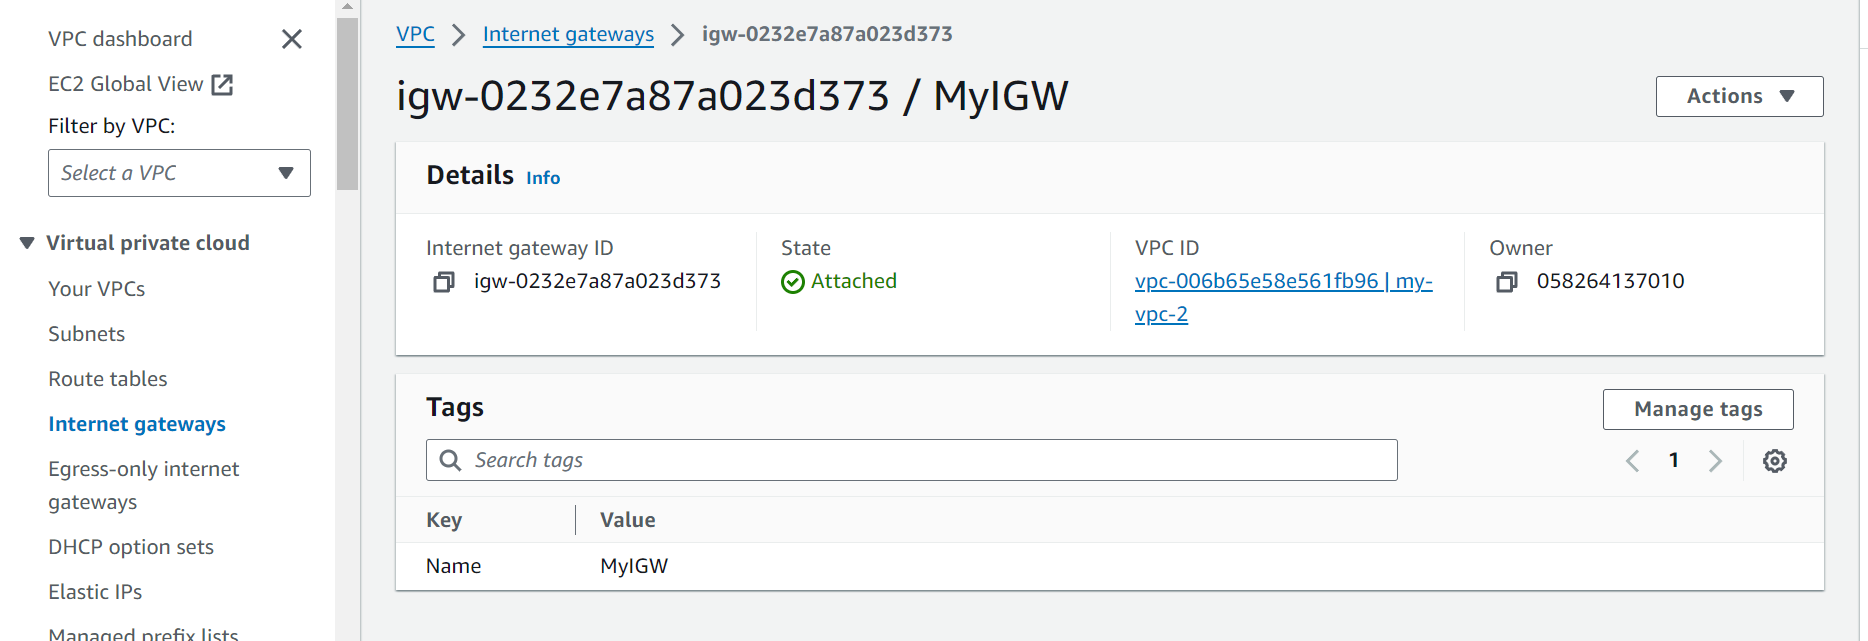 VPC dashboard
EC2 Global View
Filter by VPC:
Select a VPC
Virtual private cloud
Your VPCs
Subnets
Route tables
Internet gateways
Egress-only internet
gateways
DHCP option sets
Elastic IPs
Managed prefix lists
VPC > Internet gateways > igw-0232e7a87a023d373
igw-0232e7a87a023d373 / MyIGW
Actions
Details Info
Internet gateway ID
igw-0232e7a87a023d373
State
Attached
VPC ID
vpc-006b65e58e561fb96 | my-
vpc-2
Owner
058264137010
Tags
Manage tags
Search tags
1
Key Value
Name MyIGW